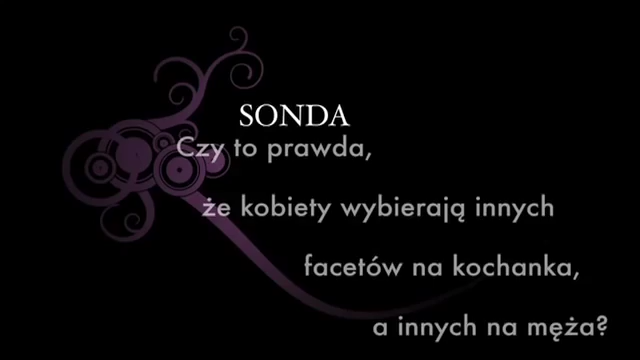 SONDA
Czy to prawda,
że kobiety wybierają innych
facetów na kochanka,
a innych na męża?